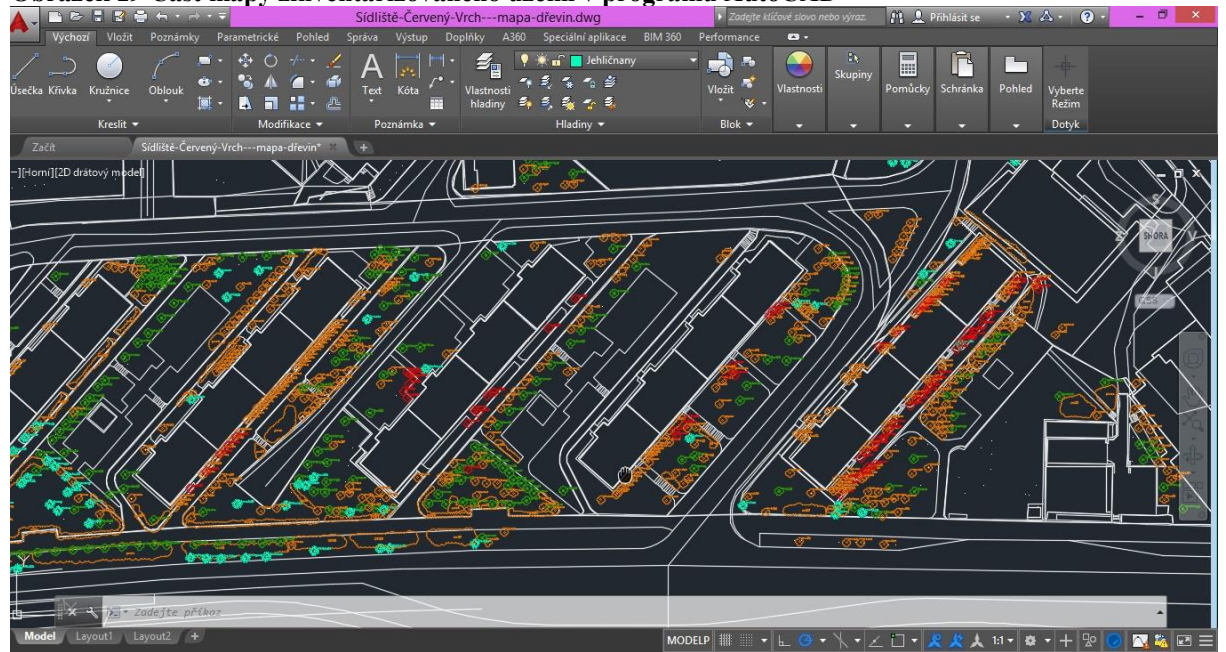 Sídliště-Červený-Vrch---mapa-dřevin.dwg
Zadejte klíčové slovo nebo výraz.
Přihlásit se
Výchozí Vložit Poznámky Parametrické Pohled Správa Výstup Doplňky A360 Speciální aplikace BIM 360 Performance
Jehličnany
Úsečka Křivka Kružnice Oblouk
Text Kóta
Vlastnosti hladiny
Vložit
Vlastnosti
Skupiny
Pomůcky
Schránka
Pohled
Vyberte Režim
Kreslit Modifikace Poznámka Hladiny Blok Dotyk
Začít Sídliště-Červený-Vrch---mapa-dřevin*
][Horní][2D drátový model]
S
SHORA
V
J
Z
GSS
Y
Zadejte příkaz
Model Layout1 Layout2 +
MODELP
1:1